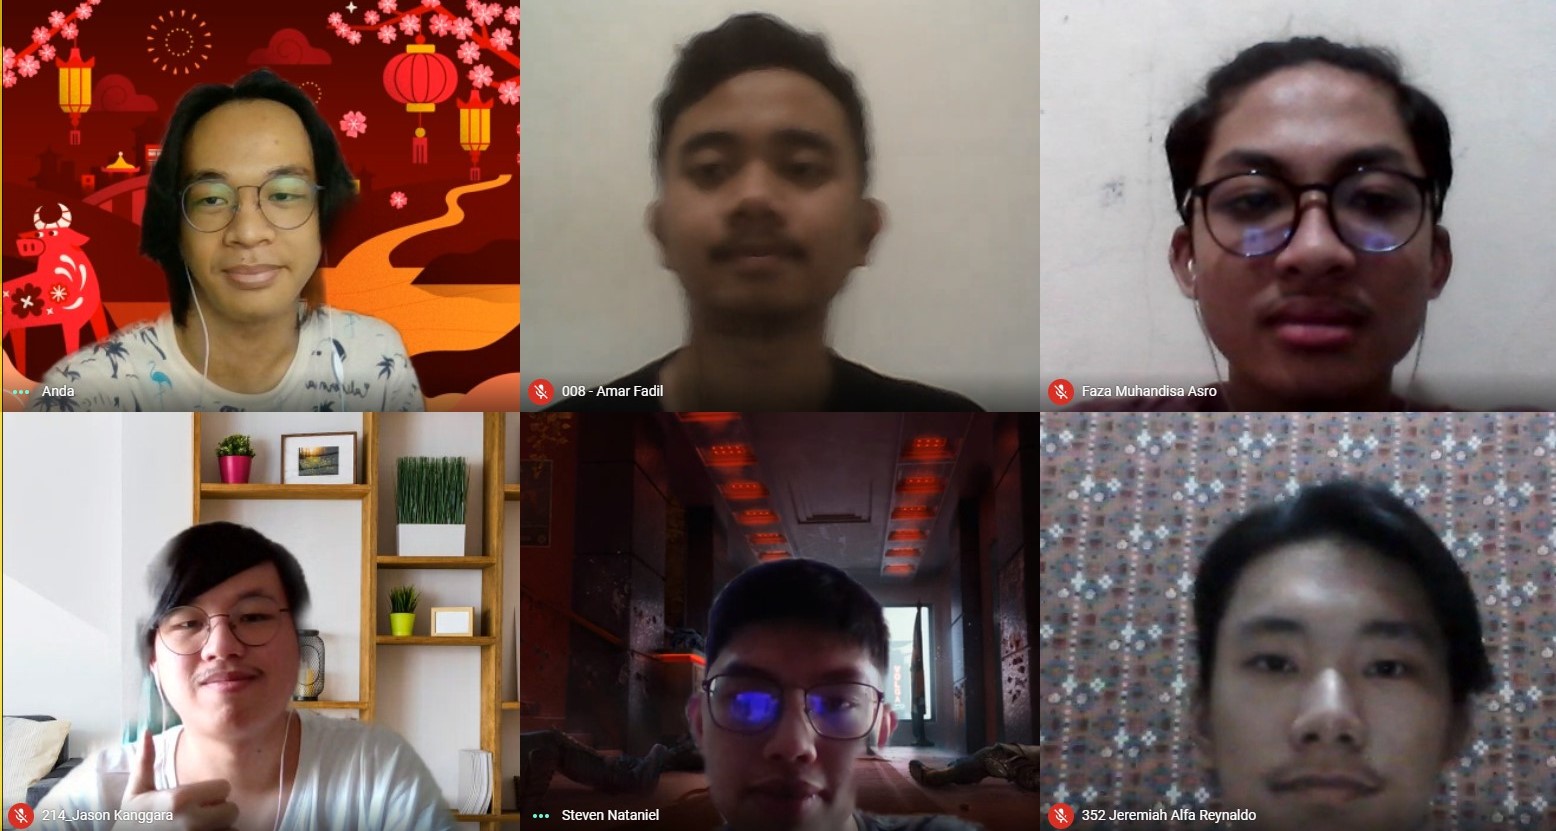 Anda
008 - Amar Fadil
Faza Muhandisa Asro
214_Jason Kanggara
Steven Nataniel
352 Jeremiah Alfa Reynaldo